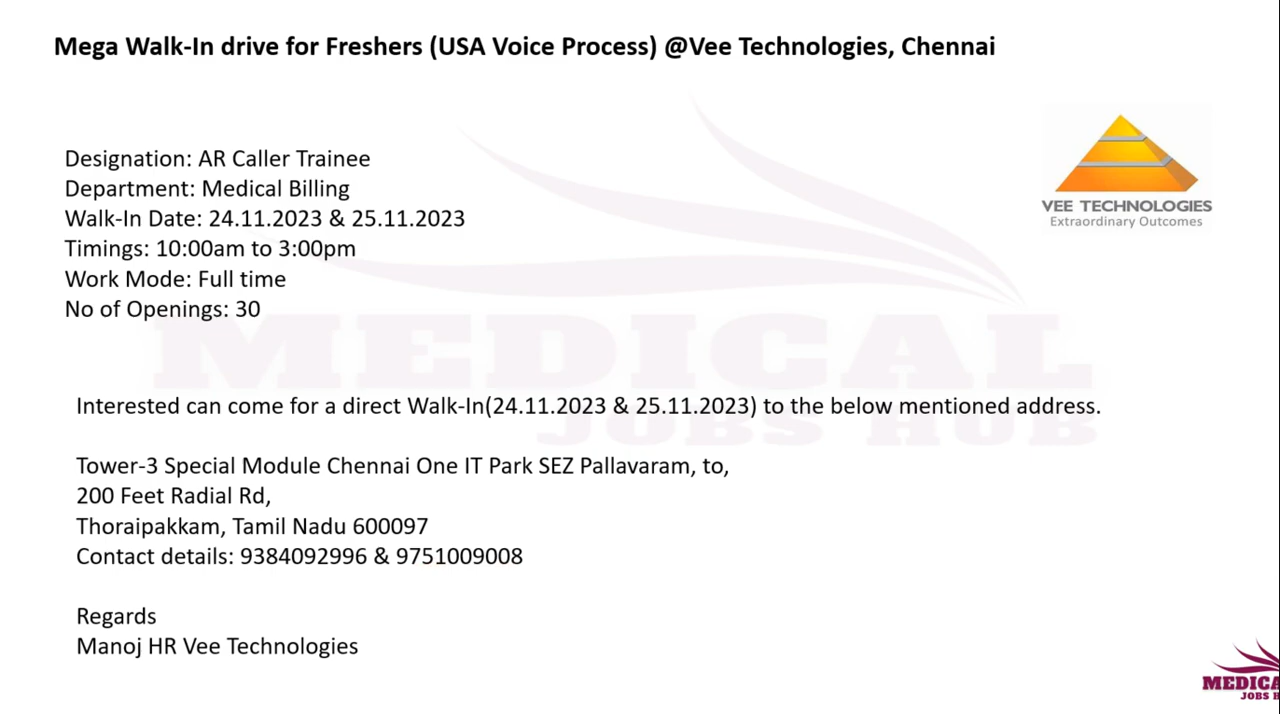 Mega Walk-In drive for Freshers (USA Voice Process) @Vee Technologies, Chennai
Designation: AR Caller Trainee
Department: Medical Billing
Walk-In Date: 24.11.2023 & 25.11.2023
Timings: 10:00am to 3:00pm
Work Mode: Full time
No of Openings: 30
VEE TECHNOLOGIES
Extraordinary Outcomes
MEDICAL
JOBS HUB
Interested can come for a direct Walk-In(24.11.2023 & 25.11.2023) to the below mentioned address.
Tower-3 Special Module Chennai One IT Park SEZ Pallavaram, to,
200 Feet Radial Rd,
Thoraipakkam, Tamil Nadu 600097
Contact details: 9384092996 & 9751009008
Regards
Manoj HR Vee Technologies
MEDICA
JOBS H